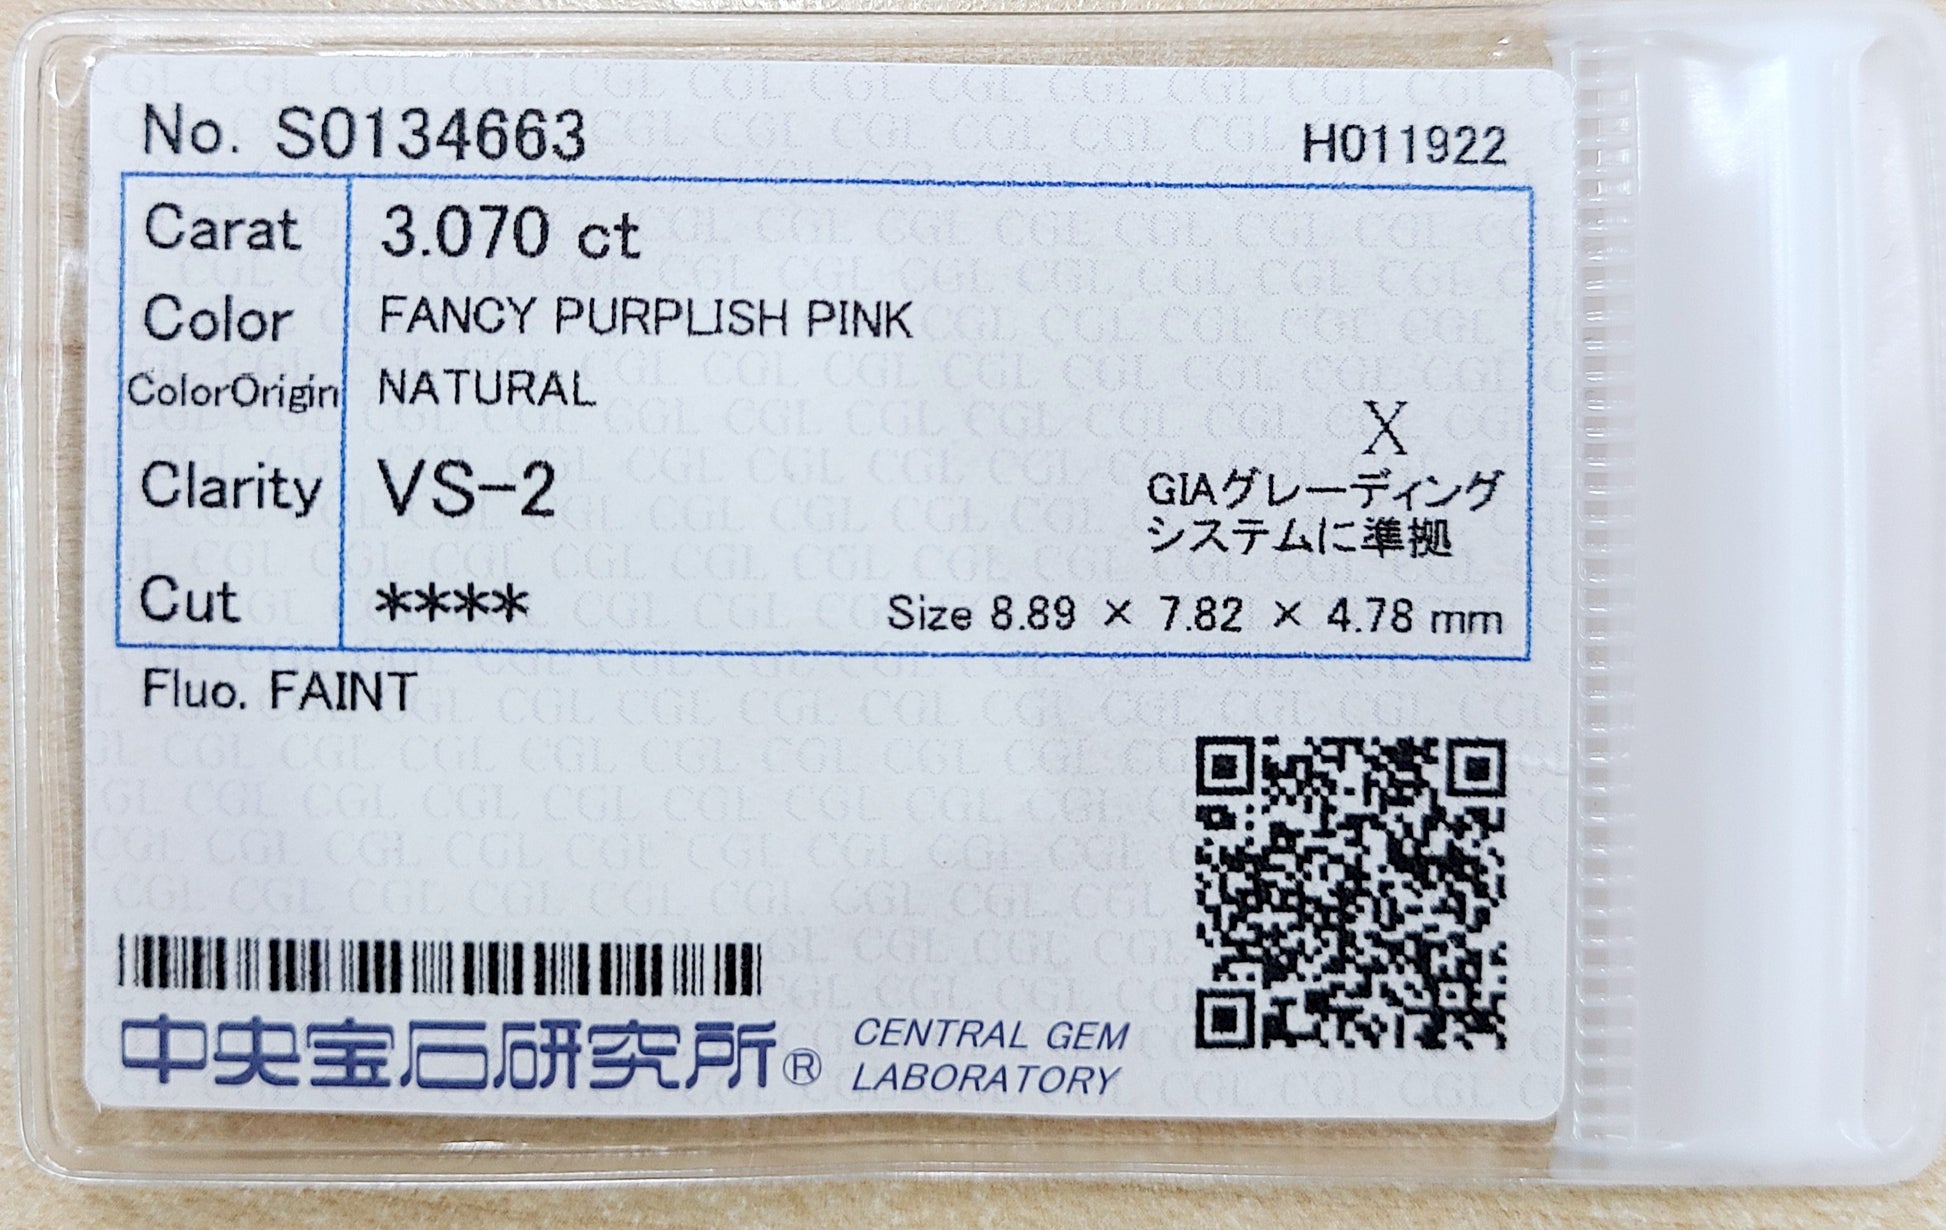 No. S0134663
H011922
Carat 3.070 ct
Color FANCY PURPLISH PINK
ColorOrigin NATURAL
X
Clarity VS-2
GIAグレーディング
システムに準拠
Cut ****
Size 8.89 × 7.82 × 4.78 mm
Fluo. FAINT
中央宝石研究所®
CENTRAL GEM
LABORATORY